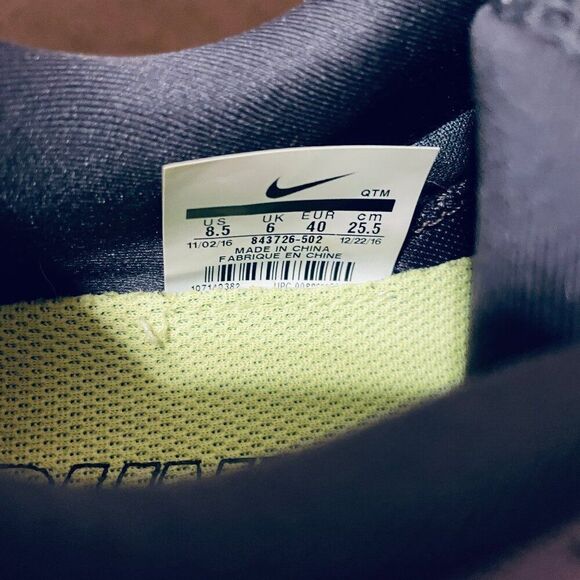 QTM
US UK EUR cm
8.5 6 40 25.5
11/02/16 843726-502 12/22/16
MADE IN CHINA
FABRIQUE EN CHINE
UPC